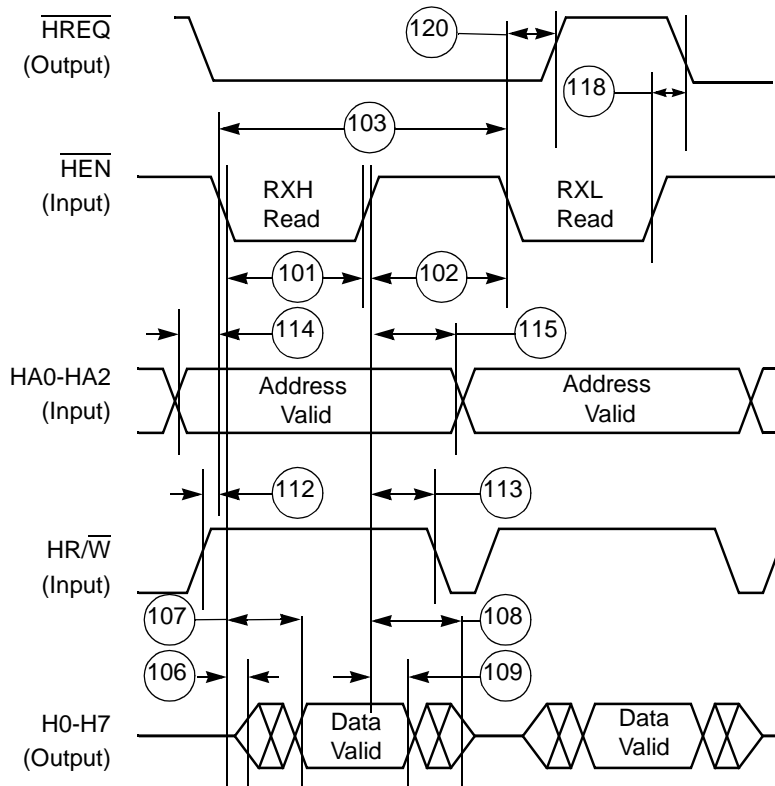 HREQ
(Output)
120
118
103
HEN
(Input)
RXH
Read
RXL
Read
101
102
114
115
HA0-HA2
(Input)
Address
Valid
Address
Valid
112
113
HR/W
(Input)
107
108
106
109
H0-H7
(Output)
Data
Valid
Data
Valid